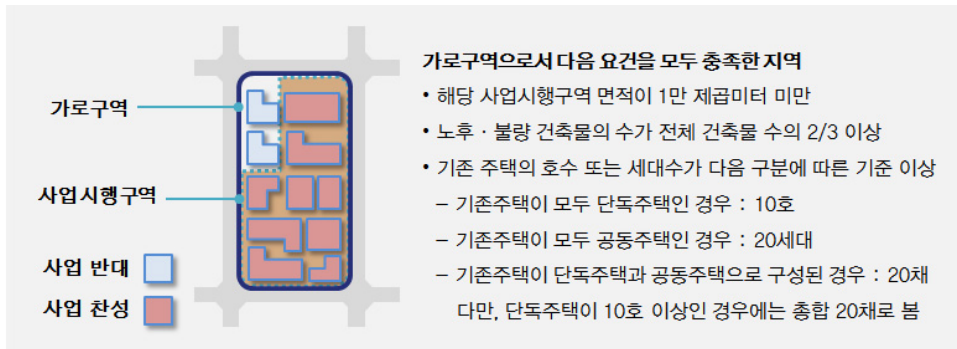 가로구역
사업시행구역
사업 반대
사업 찬성
가로구역으로서 다음 요건을 모두 충족한 지역
• 해당 사업시행구역 면적이 1만 제곱미터 미만
• 노후 · 불량 건축물의 수가 전체 건축물 수의 2/3 이상
• 기존 주택의 호수 또는 세대수가 다음 구분에 따른 기준 이상
– 기존주택이 모두 단독주택인 경우 : 10호
– 기존주택이 모두 공동주택인 경우 : 20세대
– 기존주택이 단독주택과 공동주택으로 구성된 경우 : 20채
다만, 단독주택이 10호 이상인 경우에는 총합 20채로 봄